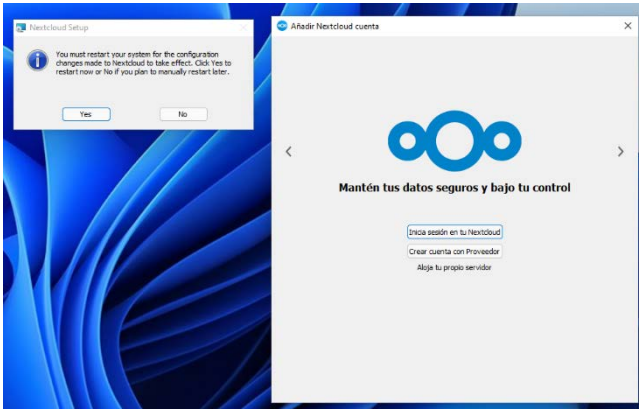 Nextcloud Setup
You must restart your system for the configuration
changes made to Nextcloud to take effect. Click Yes to
restart now or No if you plan to manually restart later.
Yes
No
Añadir Nextcloud cuenta
Mantén tus datos seguros y bajo tu control
Inicia sesión en tu Nextcloud
Crear cuenta con Proveedor
Aloja tu propio servidor